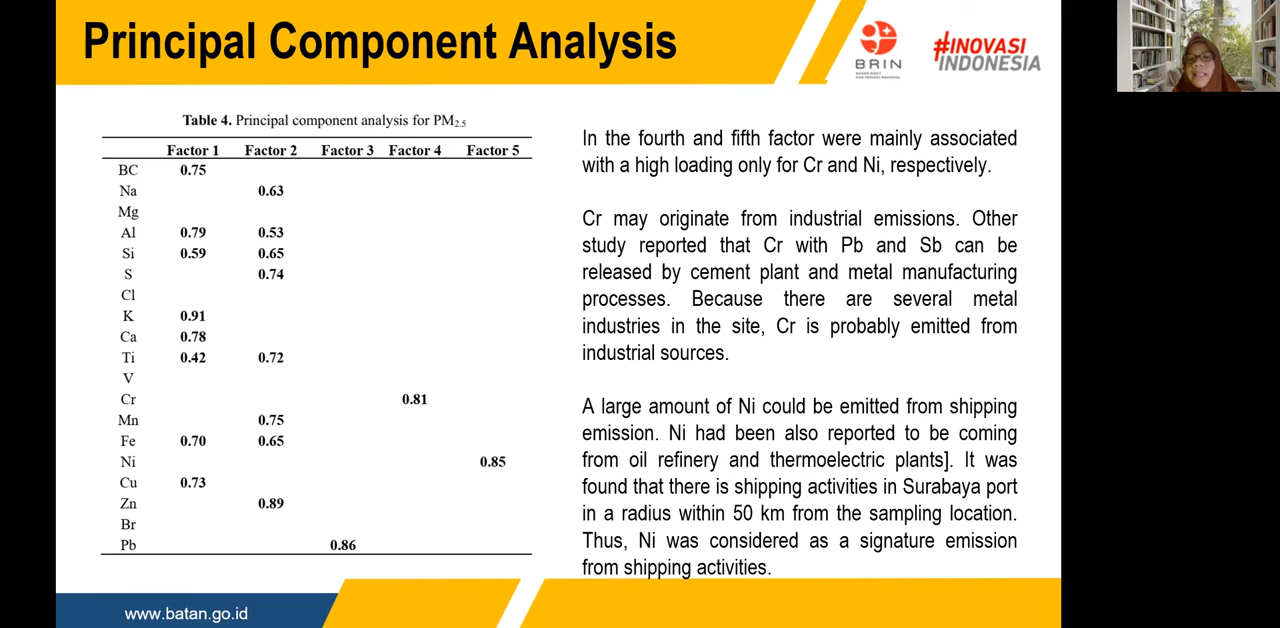 Principal Component Analysis
BRIN
BADAN RISET
DAN INOVASI NASIONAL
#INOVASI
INDONESIA
Table 4. Principal component analysis for PM2.5
Factor 1 Factor 2 Factor 3 Factor 4 Factor 5
BC 0.75
Na 0.63
Mg
Al 0.79 0.53
Si 0.59 0.65
S 0.74
Cl
K 0.91
Ca 0.78
Ti 0.42 0.72
V
Cr 0.81
Mn 0.75
Fe 0.70 0.65
Ni 0.85
Cu 0.73
Zn 0.89
Br
Pb 0.86
In the fourth and fifth factor were mainly associated
with a high loading only for Cr and Ni, respectively.
Cr may originate from industrial emissions. Other
study reported that Cr with Pb and Sb can be
released by cement plant and metal manufacturing
processes. Because there are several metal
industries in the site, Cr is probably emitted from
industrial sources.
A large amount of Ni could be emitted from shipping
emission. Ni had been also reported to be coming
from oil refinery and thermoelectric plants]. It was
found that there is shipping activities in Surabaya port
in a radius within 50 km from the sampling location.
Thus, Ni was considered as a signature emission
from shipping activities.
www.batan.go.id